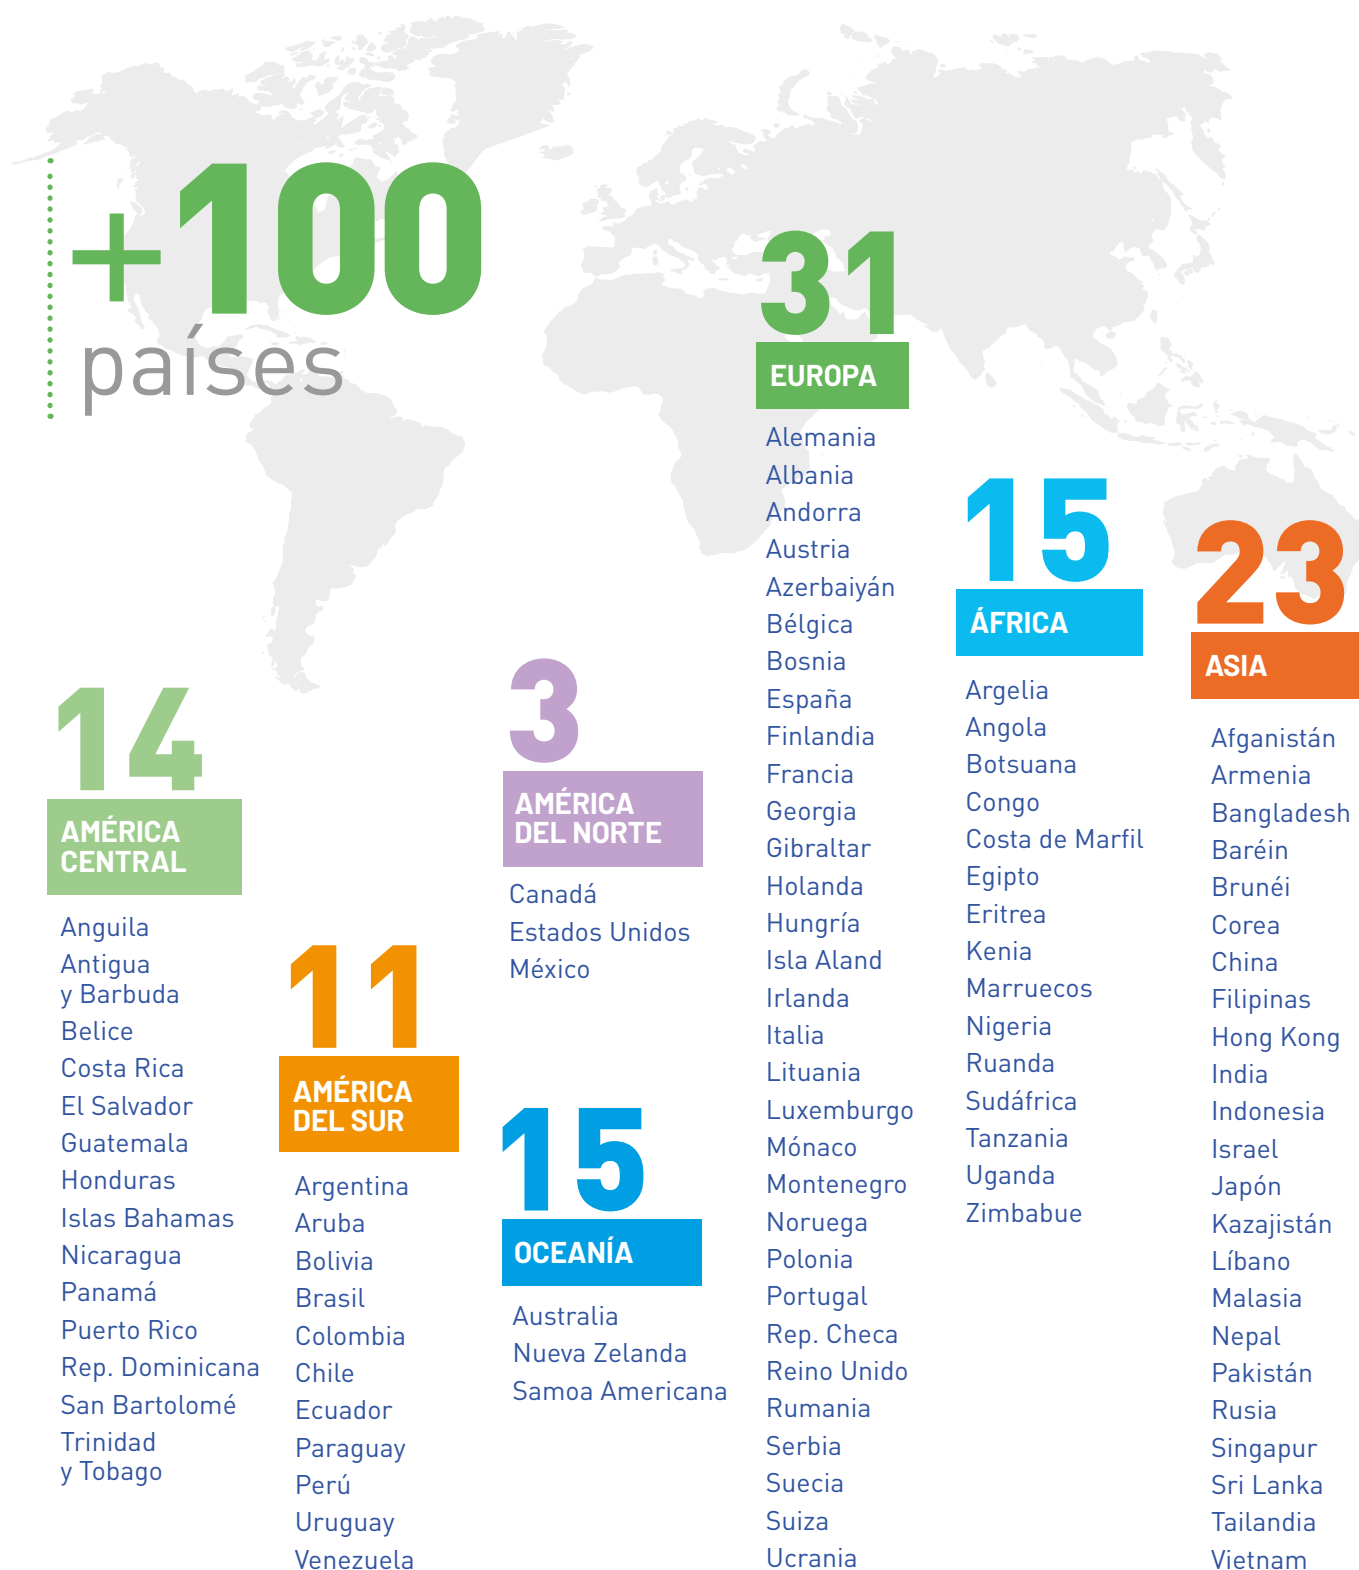 +100
países
14
AMÉRICA
CENTRAL
Anguila
Antigua
y Barbuda
Belice
Costa Rica
El Salvador
Guatemala
Honduras
Islas Bahamas
Nicaragua
Panamá
Puerto Rico
Rep. Dominicana
San Bartolomé
Trinidad
y Tobago
11
AMÉRICA
DEL SUR
Argentina
Aruba
Bolivia
Brasil
Colombia
Chile
Ecuador
Paraguay
Perú
Uruguay
Venezuela
3
AMÉRICA
DEL NORTE
Canadá
Estados Unidos
México
15
OCEANÍA
Australia
Nueva Zelanda
Samoa Americana
31
EUROPA
Alemania
Albania
Andorra
Austria
Azerbaiyán
Bélgica
Bosnia
España
Finlandia
Francia
Georgia
Gibraltar
Holanda
Hungría
Isla Aland
Irlanda
Italia
Lituania
Luxemburgo
Mónaco
Montenegro
Noruega
Polonia
Portugal
Rep. Checa
Reino Unido
Rumania
Serbia
Suecia
Suiza
Ucrania
15
ÁFRICA
Argelia
Angola
Botsuana
Congo
Costa de Marfil
Egipto
Eritrea
Kenia
Marruecos
Nigeria
Ruanda
Sudáfrica
Tanzania
Uganda
Zimbabue
23
ASIA
Afganistán
Armenia
Bangladesh
Baréin
Brunéi
Corea
China
Filipinas
Hong Kong
India
Indonesia
Israel
Japón
Kazajistán
Líbano
Malasia
Nepal
Pakistán
Rusia
Singapur
Sri Lanka
Tailandia
Vietnam